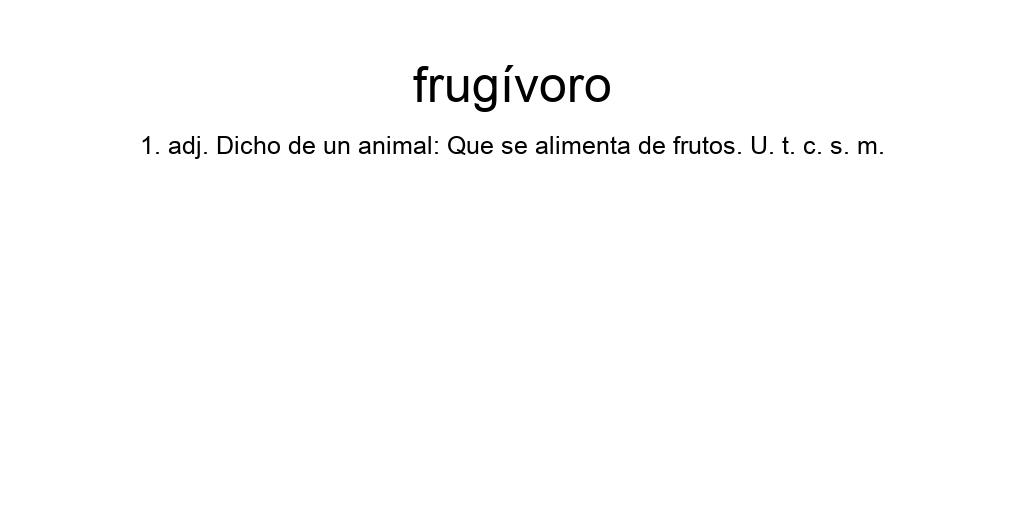 frugívoro
1. adj. Dicho de un animal: Que se alimenta de frutos. U. t. c. s. m.